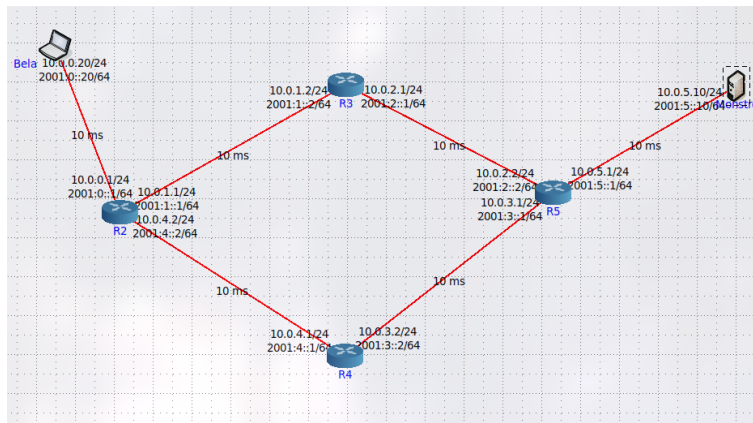 Bela
10.0.0.20/24
2001:0::20/64
10 ms
10.0.0.1/24
2001:0::1/64
10.0.1.1/24
2001:1::1/64
10.0.4.2/24
2001:4::2/64
R2
10 ms
10.0.1.2/24
2001:1::2/64
R3
10.0.2.1/24
2001:2::1/64
10 ms
10.0.2.2/24
2001:2::2/64
10.0.3.1/24
2001:3::1/64
R5
10.0.5.1/24
2001:5::1/64
10 ms
10.0.5.10/24
2001:5::10/64
10 ms
10.0.4.1/24
2001:4::1/64
R4
10.0.3.2/24
2001:3::2/64
10 ms